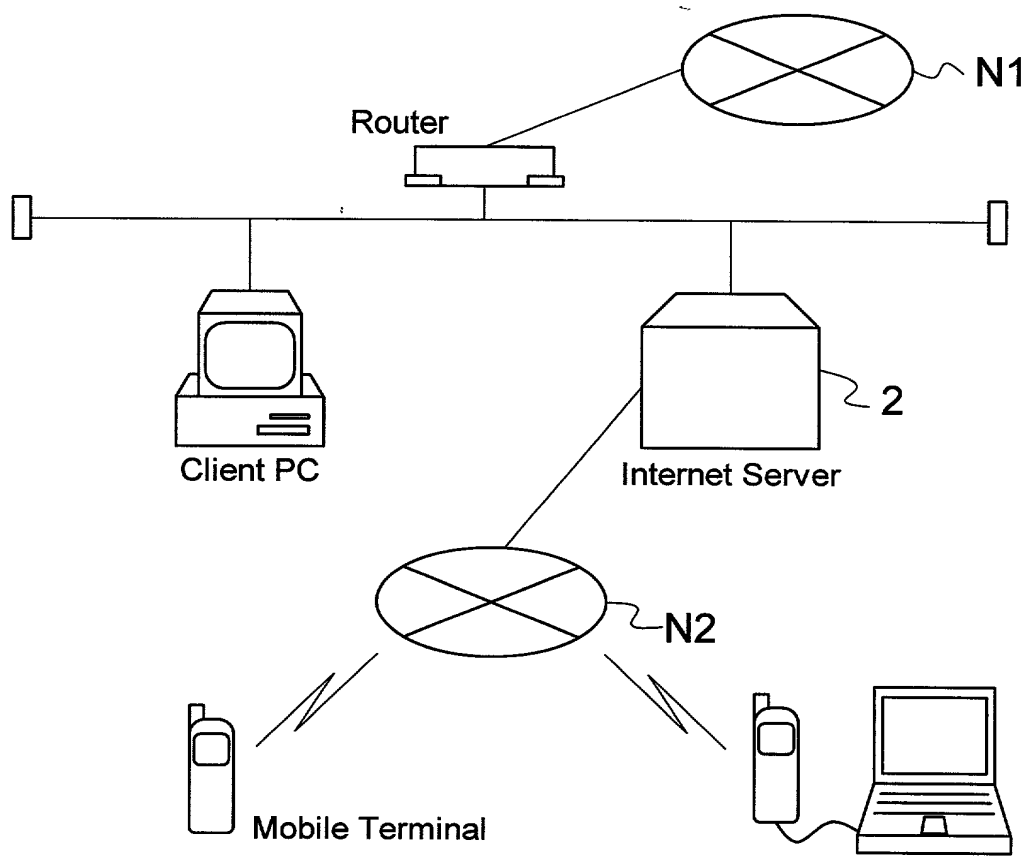 N1
Router
2
Client PC
Internet Server
N2
Mobile Terminal